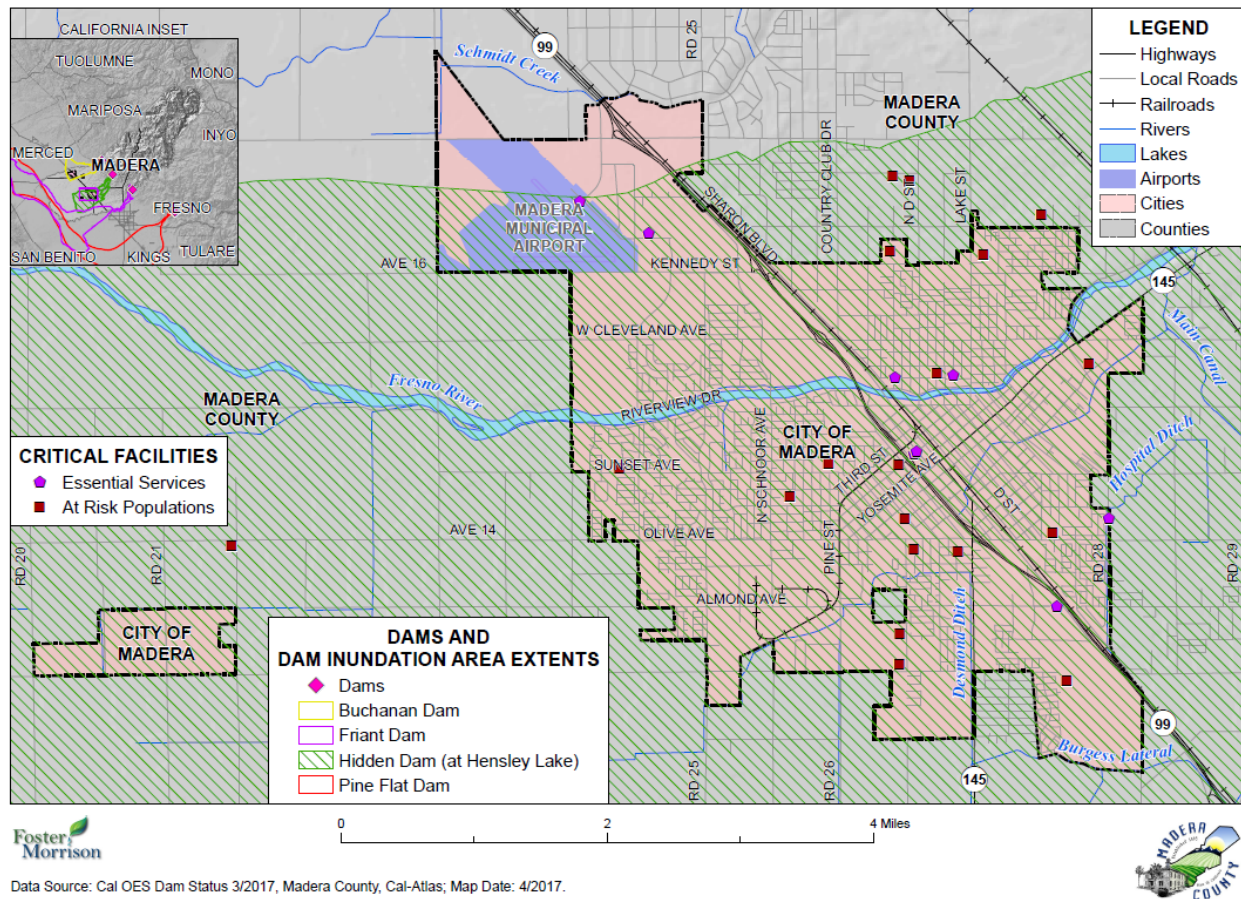 CALIFORNIA INSET
TUOLUMNE
MONO
MARIPOSA
INYO
MERCED
MADERA
FRESNO
TULARE
SAN BENITO
KINGS
Schmidt Creek
99
RD 25
MADERA
COUNTY
COUNTRY CLUB DR
N D ST
LAKE ST
SHARON BLVD
MADERA
MUNICIPAL
AIRPORT
AVE 16
KENNEDY ST
W CLEVELAND AVE
145
Main Canal
Fresno River
RIVERVIEW DR
MADERA
COUNTY
CITY OF
MADERA
N SCHNOOR AVE
THIRD ST
YOSEMITE AVE
SUNSET AVE
Hospital Ditch
D ST
OLIVE AVE
AVE 14
PINE ST
RD 20
RD 21
RD 28
RD 29
ALMOND AVE
Desmond Ditch
CITY OF
MADERA
99
Burgess Lateral
RD 25
RD 26
145
LEGEND
Highways
Local Roads
Railroads
Rivers
Lakes
Airports
Cities
Counties
CRITICAL FACILITIES
Essential Services
At Risk Populations
DAMS AND
DAM INUNDATION AREA EXTENTS
Dams
Buchanan Dam
Friant Dam
Hidden Dam (at Hensley Lake)
Pine Flat Dam
Foster
Morrison
0 2 4 Miles
MADERA
COUNTY
Data Source: Cal OES Dam Status 3/2017, Madera County, Cal-Atlas; Map Date: 4/2017.